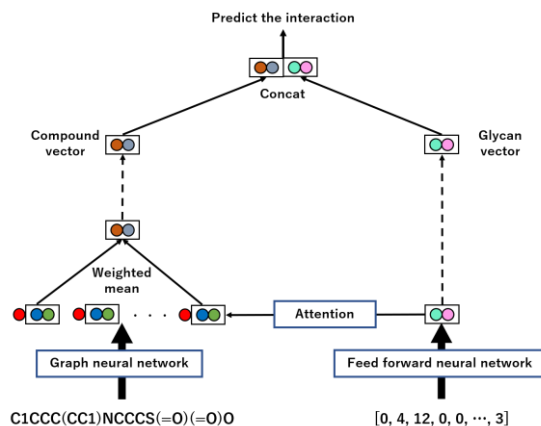 Predict the interaction
Concat
Compound
vector
Glycan
vector
Weighted
mean
. . .
Attention
Graph neural network
Feed forward neural network
C1CCC(CC1)NCCCS(=O)(=O)O
[0, 4, 12, 0, 0, …, 3]